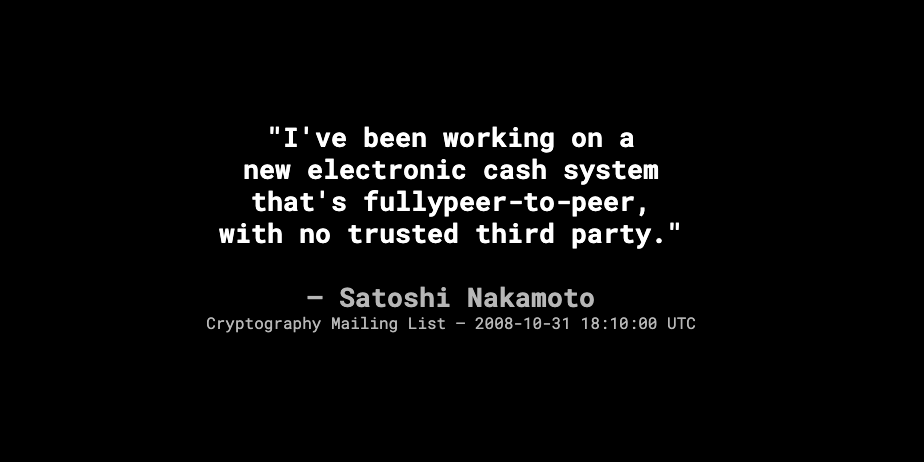 "I've been working on a
new electronic cash system
that's fullypeer-to-peer,
with no trusted third party."
— Satoshi Nakamoto
Cryptography Mailing List — 2008-10-31 18:10:00 UTC